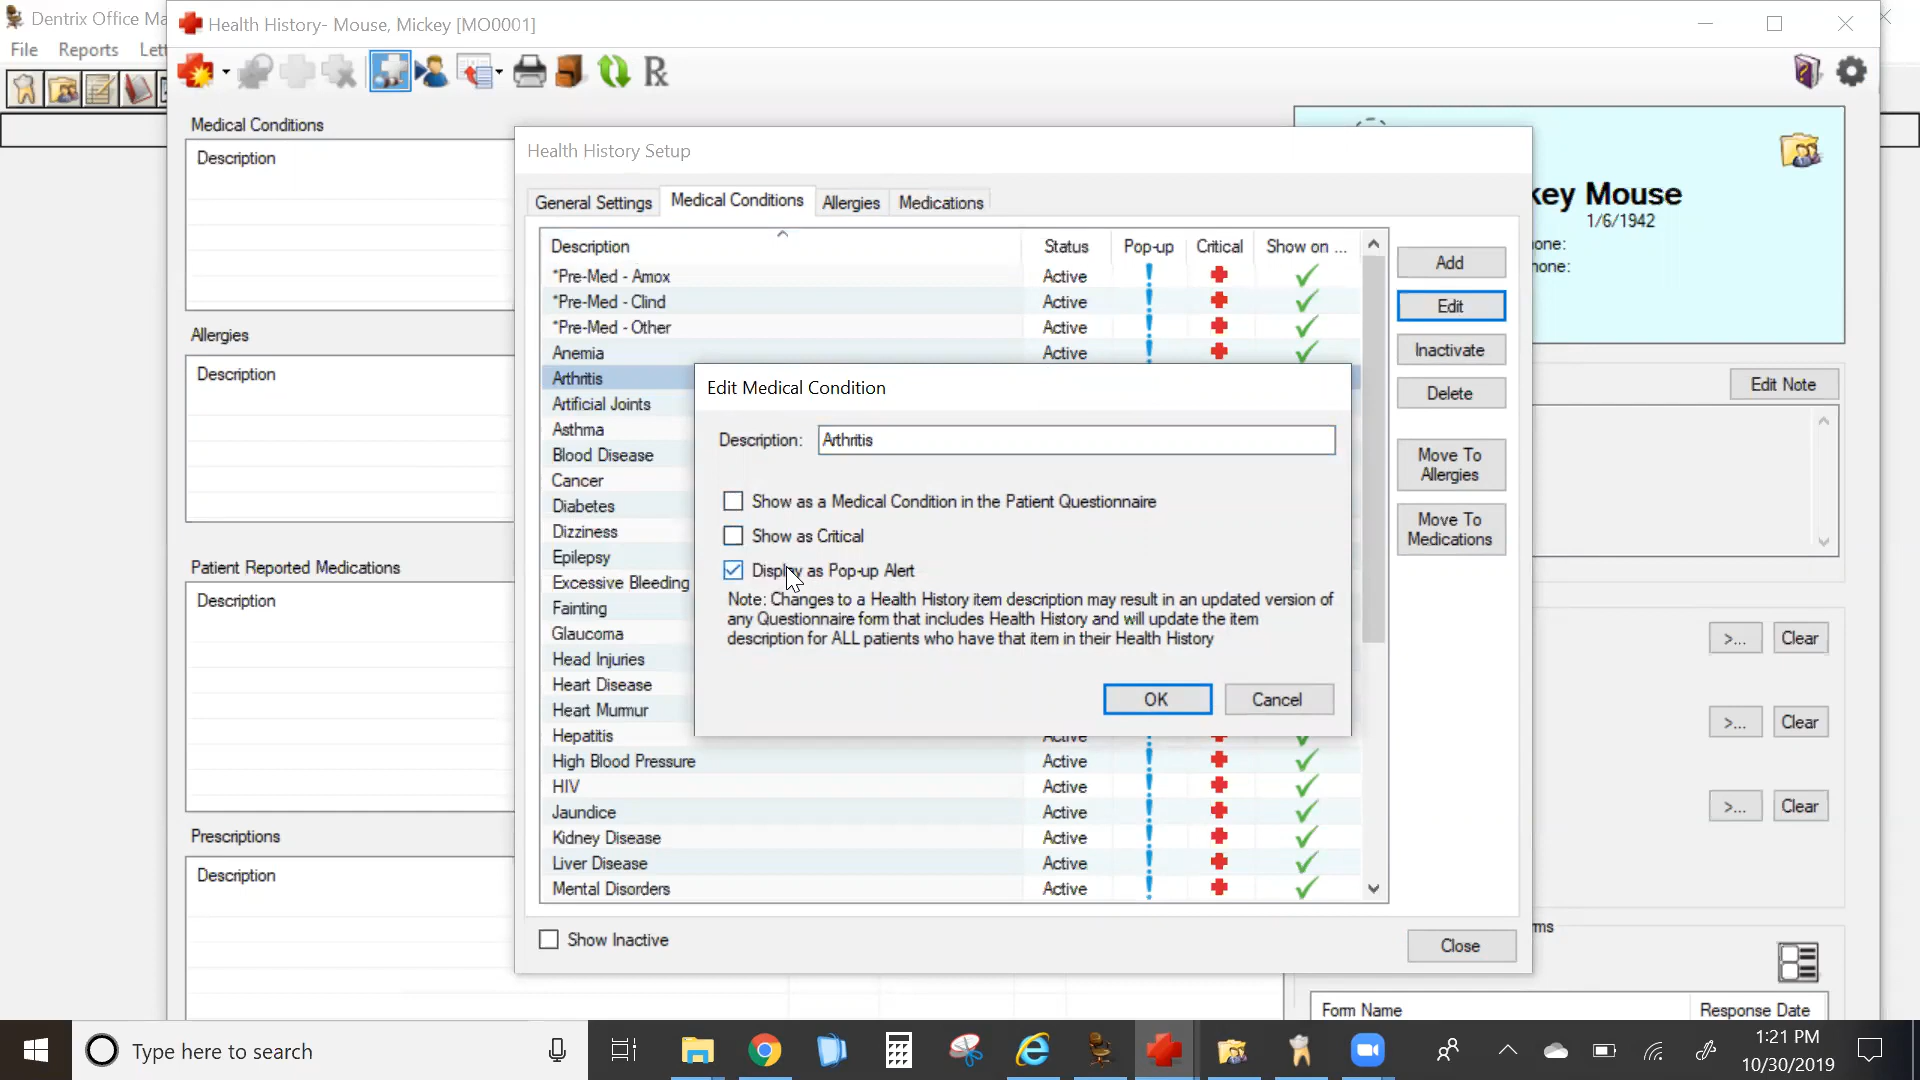 Dentrix Office Ma
Health History- Mouse, Mickey [MO0001]
File Reports Lett
Medical Conditions
Description
Allergies
Description
Patient Reported Medications
Description
Prescriptions
Description
Health History Setup
General Settings Medical Conditions Allergies Medications
Description Status Pop-up Critical Show on ...
*Pre-Med - Amox Active
*Pre-Med - Clind Active
*Pre-Med - Other Active
Anemia Active
Arthritis
Artificial Joints
Asthma
Blood Disease
Cancer
Diabetes
Dizziness
Epilepsy
Excessive Bleeding
Fainting
Glaucoma
Head Injuries
Heart Disease
Heart Murmur
Hepatitis Active
High Blood Pressure Active
HIV Active
Jaundice Active
Kidney Disease Active
Liver Disease Active
Mental Disorders Active
Add
Edit
Inactivate
Delete
Move To
Allergies
Move To
Medications
Show Inactive
Close
Edit Medical Condition
Description: Arthritis
Show as a Medical Condition in the Patient Questionnaire
Show as Critical
Display as Pop-up Alert
Note: Changes to a Health History item description may result in an updated version of
any Questionnaire form that includes Health History and will update the item
description for ALL patients who have that item in their Health History
OK Cancel
key Mouse
1/6/1942
one:
hone:
Edit Note
>... Clear
>... Clear
>... Clear
ms
Form Name Response Date
Type here to search
1:21 PM
10/30/2019